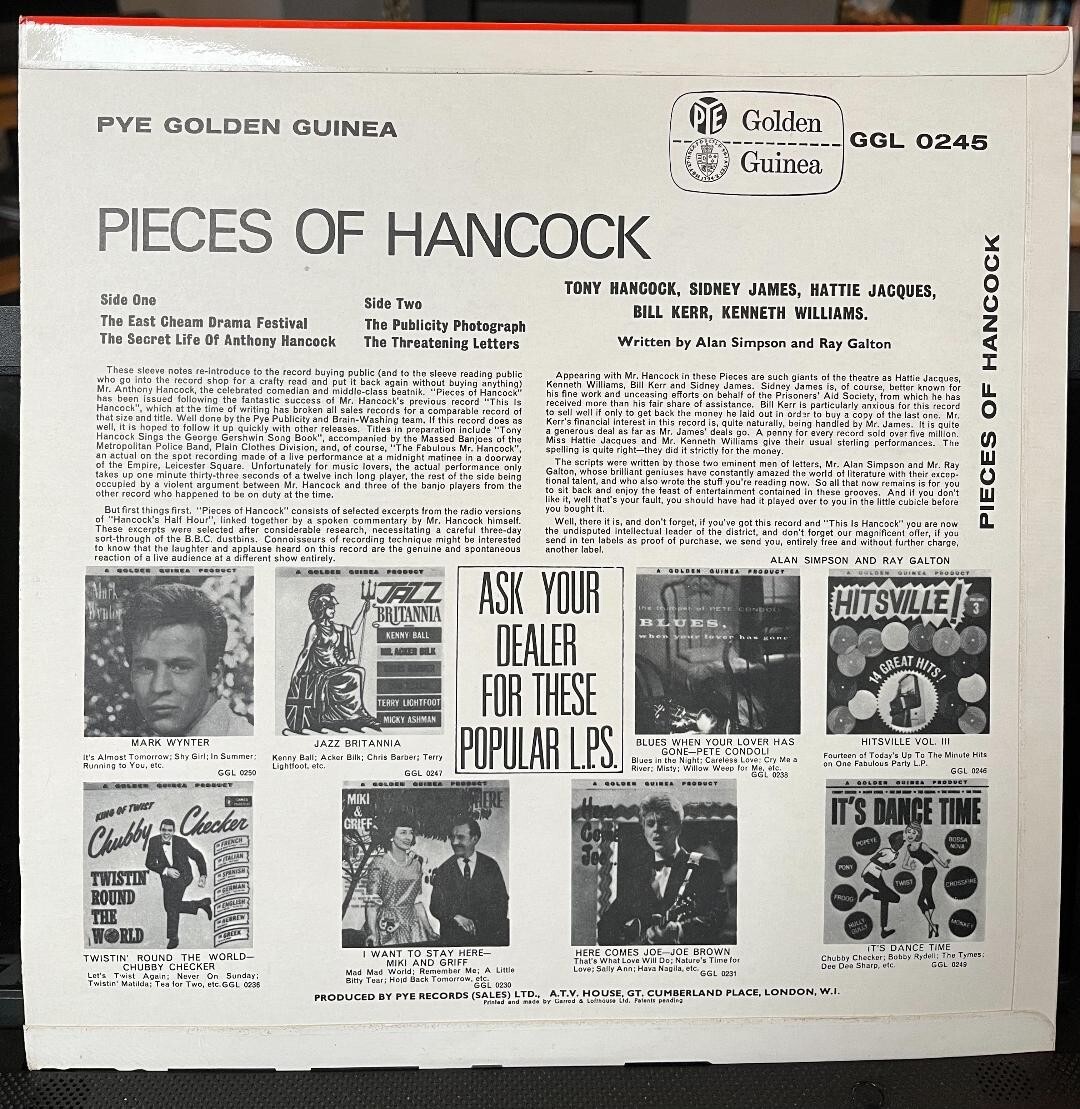 PYE GOLDEN GUINEA
PYE Golden
Guinea
GGL 0245
PIECES OF HANCOCK
Side One
The East Cheam Drama Festival
The Secret Life Of Anthony Hancock
Side Two
The Publicity Photograph
The Threatening Letters
TONY HANCOCK, SIDNEY JAMES, HATTIE JACQUES,
BILL KERR, KENNETH WILLIAMS.
Written by Alan Simpson and Ray Galton
PIECES OF HANCOCK
These sleeve notes re-introduce to the record buying public (and to the sleeve reading public
who go into the record shop for a crafty read and put it back again without buying anything)
Mr. Anthony Hancock, the celebrated comedian and middle-class beatnik. "Pieces of Hancock"
has been issued following the fantastic success of Mr. Hancock's previous record "This Is
Hancock", which at the time of writing has broken all sales records for a comparable record of
that size and title. Well done by the Pye Publicity and Brain-Washing team. If this record does as
well, it is hoped to follow it up quickly with other releases. Titles in preparation include "Tony
Hancock Sings the George Gershwin Song Book", accompanied by the Massed Banjoes of the
Metropolitan Police Band, Plain Clothes Division, and, of course, "The Fabulous Mr. Hancock",
an actual on the spot recording made of a live performance at a midnight matinee in a doorway
of the Empire, Leicester Square. Unfortunately for music lovers, the actual performance only
takes up one minute thirty-three seconds of a twelve inch long player, the rest of the side being
occupied by a violent argument between Mr. Hancock and three of the banjo players from the
other record who happened to be on duty at the time.
But first things first. "Pieces of Hancock" consists of selected excerpts from the radio versions
of "Hancock's Half Hour", linked together by a spoken commentary by Mr. Hancock himself.
These excerpts were selected after considerable research, necessitating a careful three-day
sort-through of the B.B.C. dustbins. Connoisseurs of recording technique might be interested
to know that the laughter and applause heard on this record are the genuine and spontaneous
reaction of a live audience at a different show entirely.
Appearing with Mr. Hancock in these Pieces are such giants of the theatre as Hattie Jacques,
Kenneth Williams, Bill Kerr and Sidney James. Sidney James is, of course, better known for
his fine work and unceasing efforts on behalf of the Prisoners' Aid Society, from which he has
received more than his fair share of assistance. Bill Kerr is particularly anxious for this record
to sell well if only to get back the money he laid out in order to buy a copy of the last one. Mr.
Kerr's financial interest in this record is, quite naturally, being handled by Mr. James. It is quite
a generous deal as far as Mr. James' deals go. A penny for every record sold over five million.
Miss Hattie Jacques and Mr. Kenneth Williams give their usual sterling performances. The
spelling is quite right—they did it strictly for the money.
The scripts were written by those two eminent men of letters, Mr. Alan Simpson and Mr. Ray
Galton, whose brilliant geniuses have constantly amazed the world of literature with their excep-
tional talent, and who also wrote the stuff you're reading now. So all that now remains is for you
to sit back and enjoy the feast of entertainment contained in these grooves. And if you don't
like it, well that's your fault, you should have had it played over to you in the little cubicle before
you bought it.
Well, there it is, and don't forget, if you've got this record and "This Is Hancock" you are now
the undisputed intellectual leader of the district, and don't forget our magnificent offer, if you
send in ten labels as proof of purchase, we send you, entirely free and without further charge,
another label.
ALAN SIMPSON AND RAY GALTON
A GOLDEN GUINEA PRODUCT
Mark
Wynter
MARK WYNTER
It's Almost Tomorrow; Shy Girl; In Summer;
Running to You, etc.
GGL 0250
A GOLDEN GUINEA PRODUCT
JAZZ
BRITANNIA
KENNY BALL
MR. ACKER BILK
TERRY LIGHTFOOT
MICKY ASHMAN
JAZZ BRITANNIA
Kenny Ball; Acker Bilk; Chris Barber; Terry
Lightfoot, etc.
GGL 0247
ASK YOUR
DEALER
FOR THESE
POPULAR L.P.S.
A GOLDEN GUINEA PRODUCT
the trumpet of PETE CONDOLI
BLUES,
when your lover has gone
BLUES WHEN YOUR LOVER HAS
GONE—PETE CONDOLI
Blues in the Night; Careless Love; Cry Me a
River; Misty; Willow Weep for Me, etc.
GGL 0238
A GOLDEN GUINEA PRODUCT
HITSVILLE!
VOLUME 3
14 GREAT HITS!
HITSVILLE VOL. III
Fourteen of Today's Up To The Minute Hits
on One Fabulous Party L.P.
GGL 0246
A GOLDEN GUINEA PRODUCT
KING OF TWIST
Chubby Checker
TWISTIN'
ROUND
THE
WORLD
in FRENCH
in ITALIAN
in SPANISH
in GERMAN
in ENGLISH
in HEBREW
in GREEK
TWISTIN' ROUND THE WORLD—
CHUBBY CHECKER
Let's Twist Again; Never On Sunday;
Twistin' Matilda; Tea for Two, etc. GGL 0236
A GOLDEN GUINEA PRODUCT
MIKI
&
GRIFF
HERE
I WANT TO STAY HERE—
MIKI AND GRIFF
Mad Mad World; Remember Me; A Little
Bitty Tear; Hold Back Tomorrow, etc.
GGL 0230
A GOLDEN GUINEA PRODUCT
Here
Comes
Joe
HERE COMES JOE—JOE BROWN
That's What Love Will Do; Nature's Time for
Love; Sally Ann; Hava Nagila, etc.
GGL 0231
A GOLDEN GUINEA PRODUCT
IT'S DANCE TIME
POPEYE
BOSSA NOVA
PONY
TWIST
CROSSFIRE
FROOG
HULLY GULLY
MONKEY
IT'S DANCE TIME
Chubby Checker; Bobby Rydell; The Tymes;
Dee Dee Sharp, etc.
GGL 0249
PRODUCED BY PYE RECORDS (SALES) LTD., A.T.V. HOUSE, GT. CUMBERLAND PLACE, LONDON, W.I.
Printed and made by Garrod & Lofthouse Ltd. Patents pending